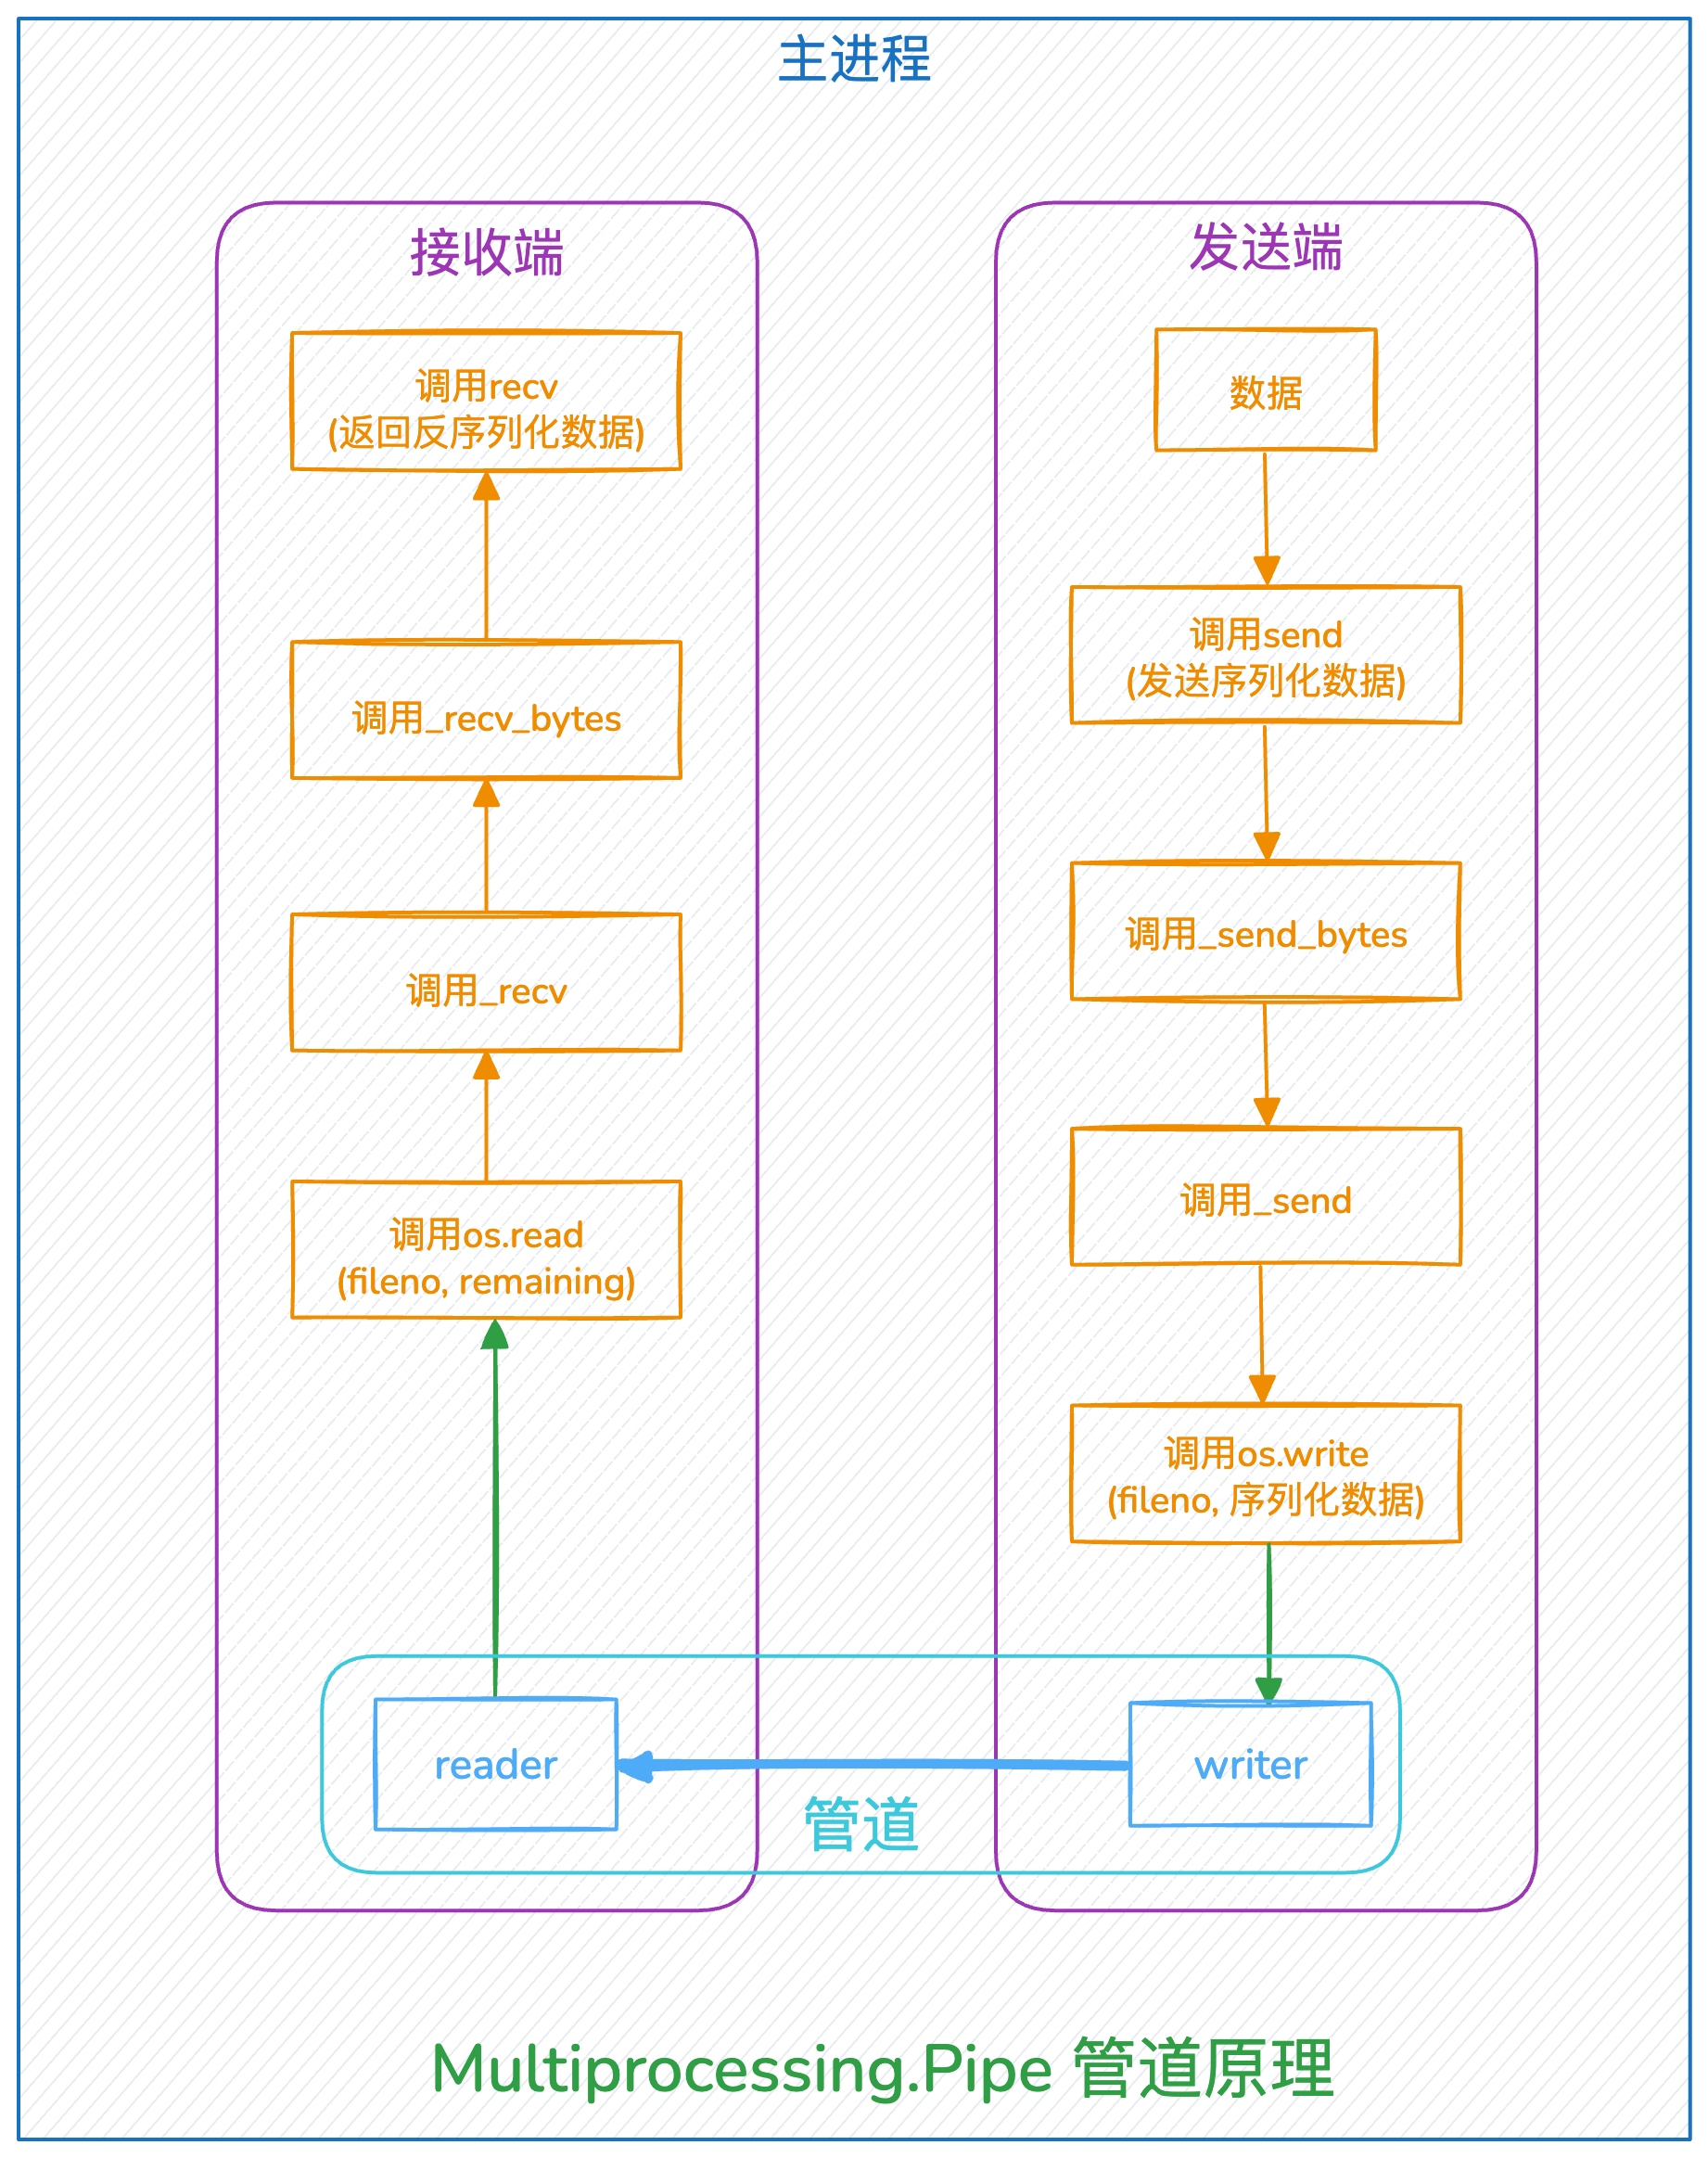 主进程
接收端
调用recv
(返回反序列化数据)
调用_recv_bytes
调用_recv
调用os.read
(fileno, remaining)
reader
发送端
数据
调用send
(发送序列化数据)
调用_send_bytes
调用_send
调用os.write
(fileno, 序列化数据)
writer
管道
Multiprocessing.Pipe 管道原理